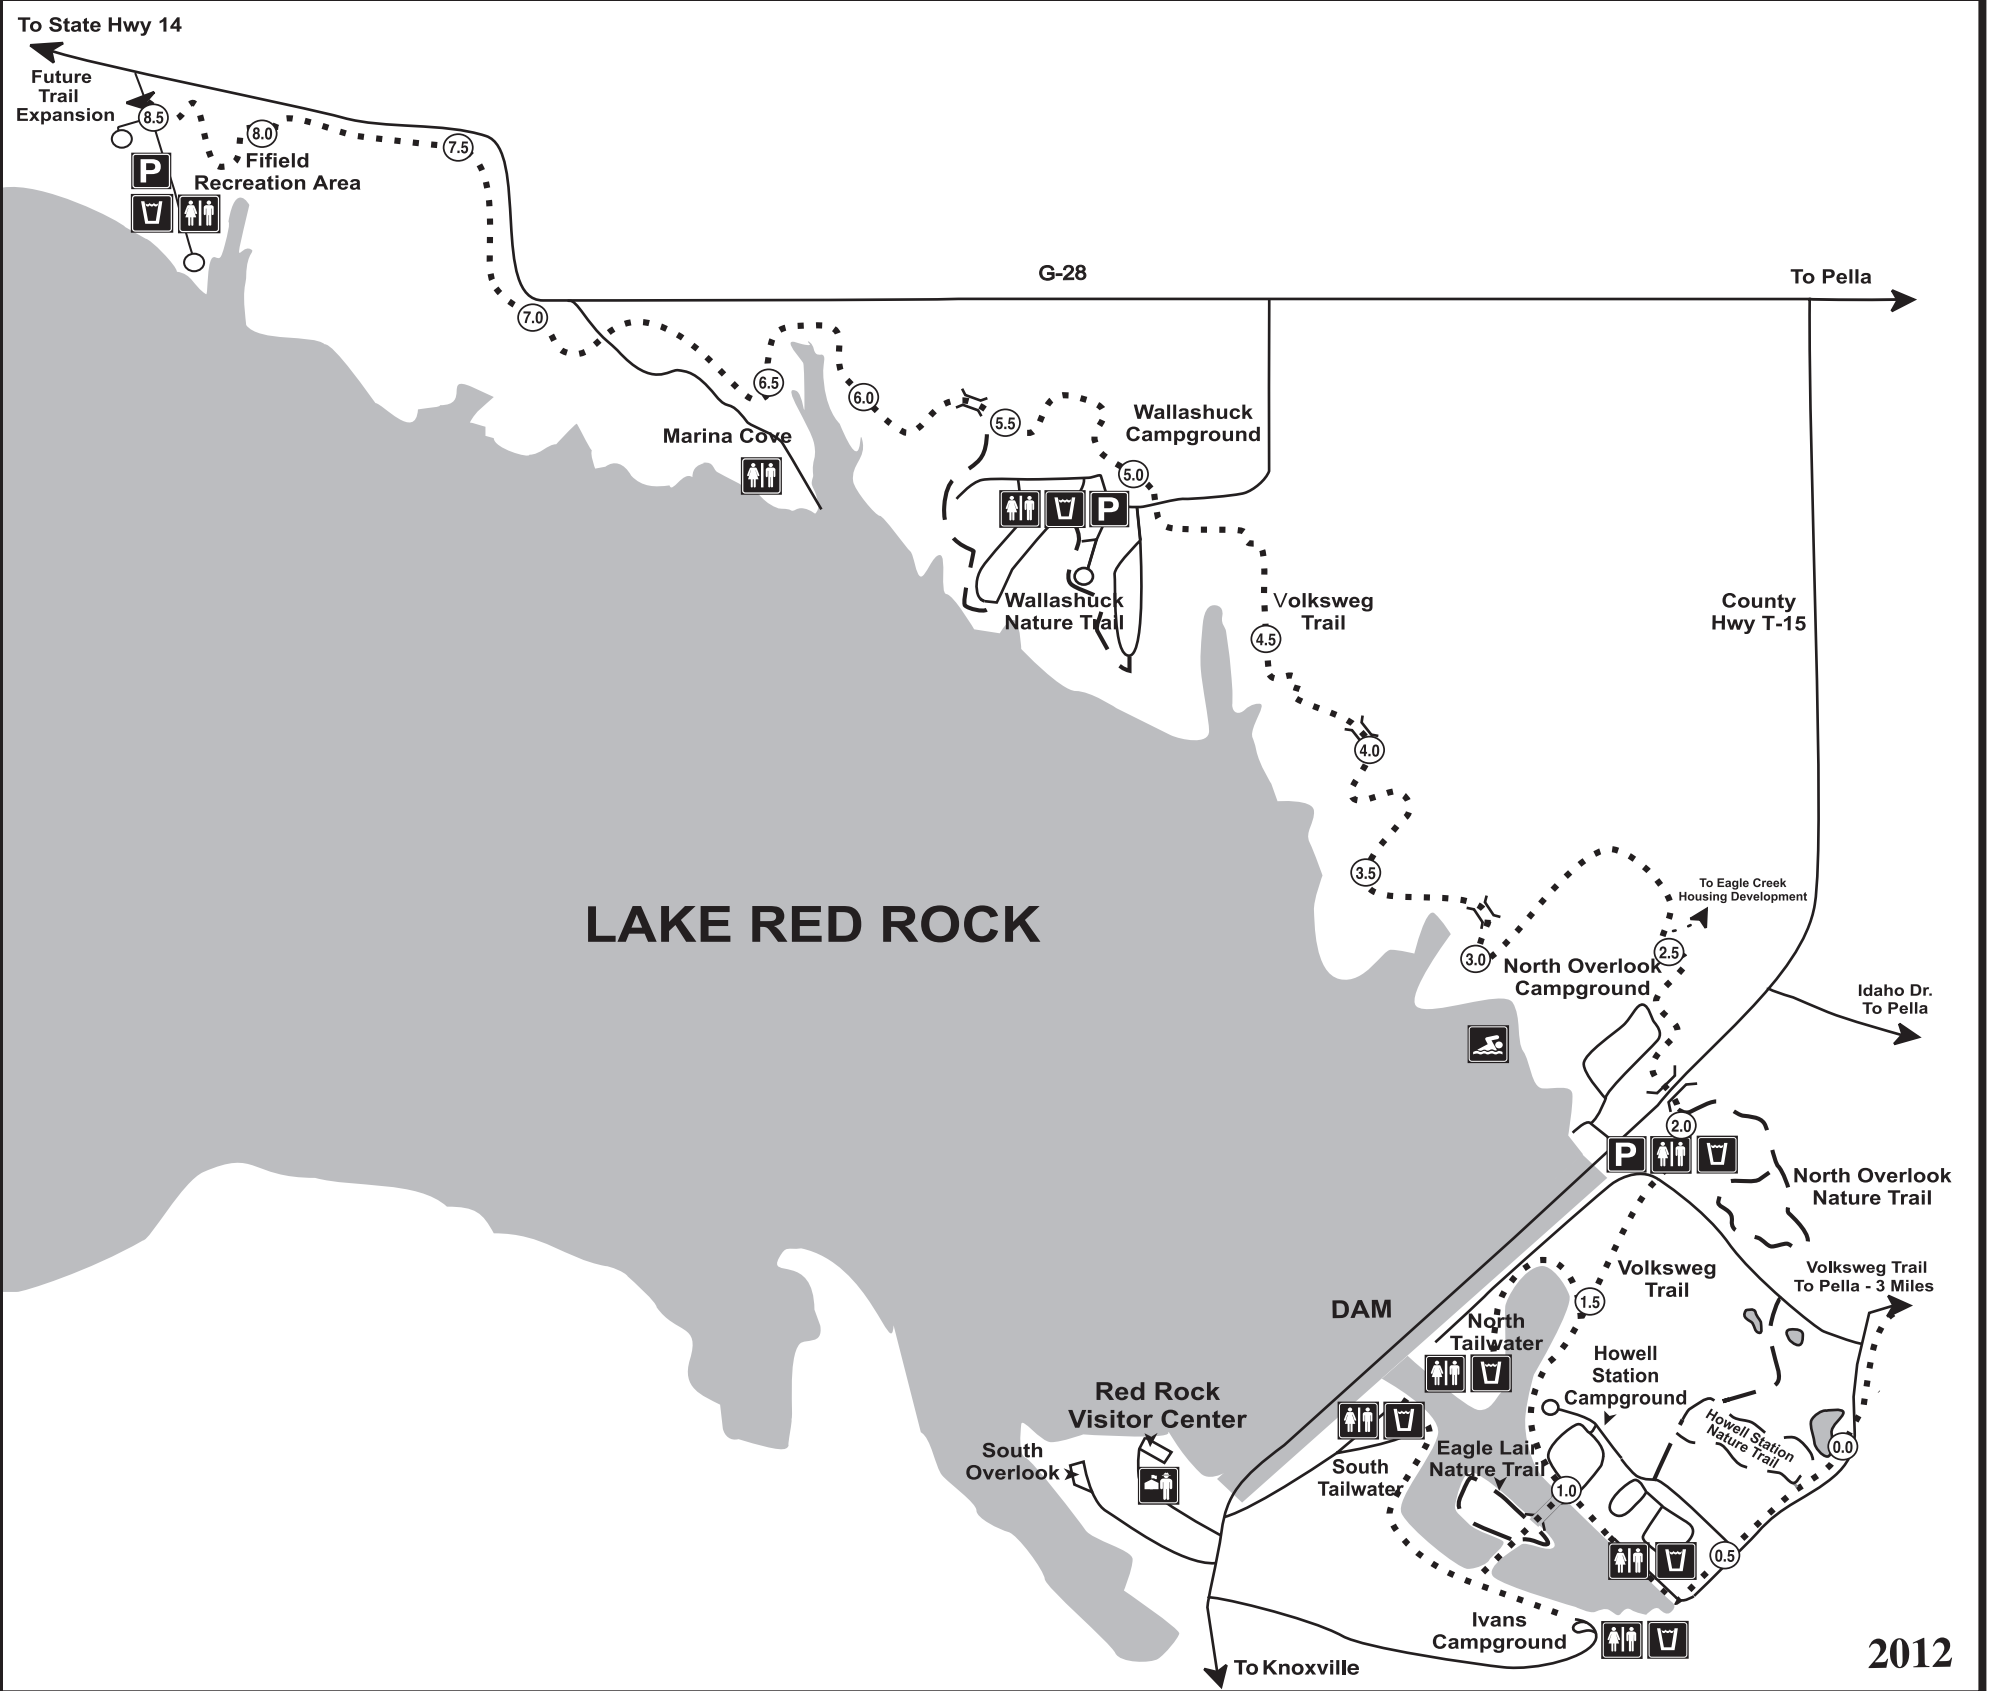 To State Hwy 14
Future
Trail
Expansion
8.5
8.0
7.5
P
Fifield
Recreation Area
G-28
To Pella
7.0
6.5
6.0
5.5
Wallashuck
Campground
Marina Cove
5.0
P
Wallashuck
Nature Trail
Volksweg
Trail
County
Hwy T-15
4.5
4.0
3.5
To Eagle Creek
Housing Development
LAKE RED ROCK
3.0
2.5
North Overlook
Campground
Idaho Dr.
To Pella
2.0
P
North Overlook
Nature Trail
Volksweg
Trail
Volksweg Trail
To Pella - 3 Miles
1.5
DAM
North
Tailwater
Howell
Station
Campground
Red Rock
Visitor Center
Howell Station
Nature Trail
0.0
South
Overlook
South
Tailwater
Eagle Lair
Nature Trail
1.0
0.5
Ivans
Campground
To Knoxville
2012